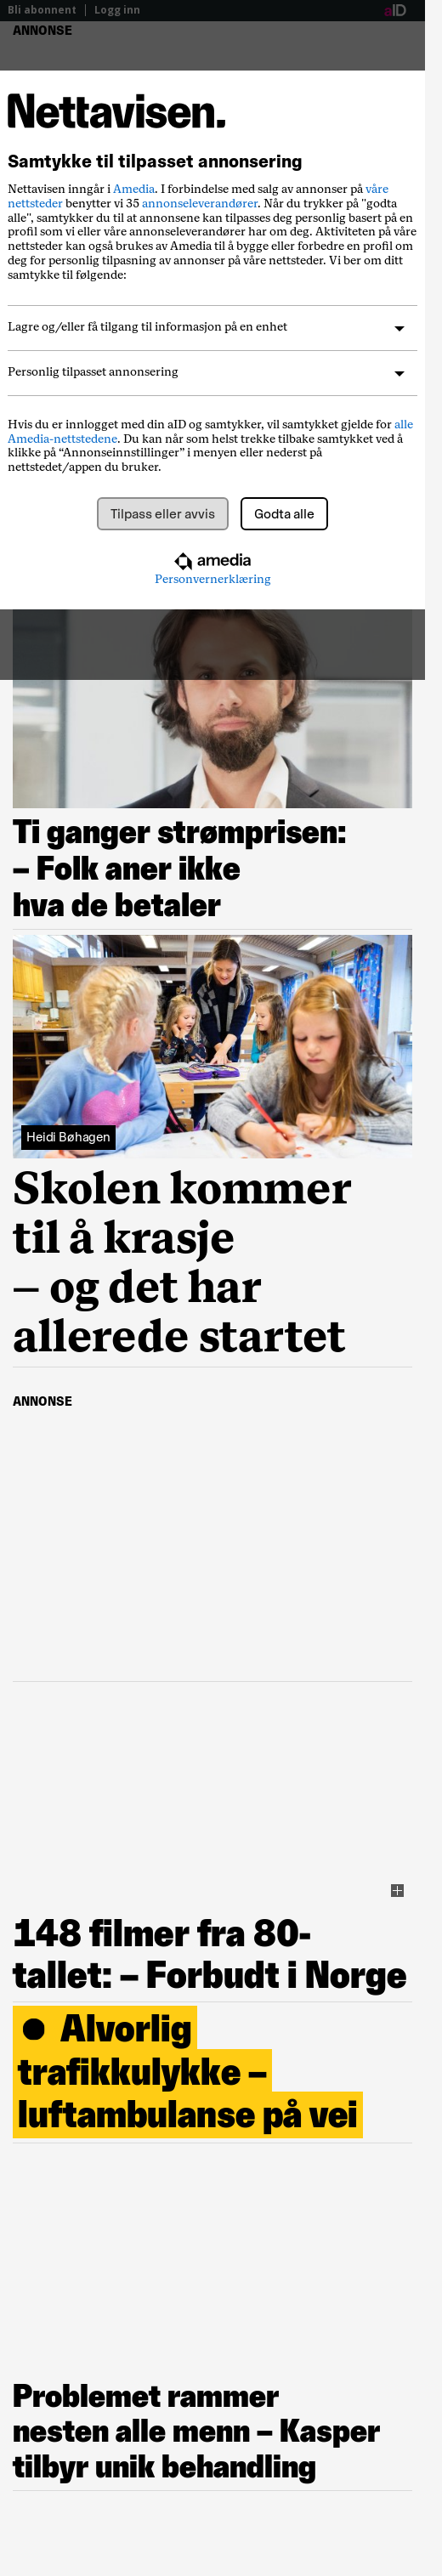 Bli abonnent
Logg inn
aID
ANNONSE
Nettavisen.
Samtykke til tilpasset annonsering
Nettavisen inngår i Amedia. I forbindelse med salg av annonser på våre
nettsteder benytter vi 35 annonseleverandører. Når du trykker på "godta
alle", samtykker du til at annonsene kan tilpasses deg personlig basert på en
profil som vi eller våre annonseleverandører har om deg. Aktiviteten på våre
nettsteder kan også brukes av Amedia til å bygge eller forbedre en profil om
deg for personlig tilpasning av annonser på våre nettsteder. Vi ber om ditt
samtykke til følgende:
Lagre og/eller få tilgang til informasjon på en enhet
Personlig tilpasset annonsering
Hvis du er innlogget med din aID og samtykker, vil samtykket gjelde for alle
Amedia-nettstedene. Du kan når som helst trekke tilbake samtykket ved å
klikke på “Annonseinnstillinger” i menyen eller nederst på
nettstedet/appen du bruker.
Tilpass eller avvis
Godta alle
amedia
Personvernerklæring
Ti ganger strømprisen:
– Folk aner ikke
hva de betaler
Heidi Bøhagen
Skolen kommer
til å krasje
– og det har
allerede startet
ANNONSE
148 filmer fra 80-
tallet: – Forbudt i Norge
● Alvorlig
trafikkulykke –
luftambulanse på vei
Problemet rammer
nesten alle menn – Kasper
tilbyr unik behandling